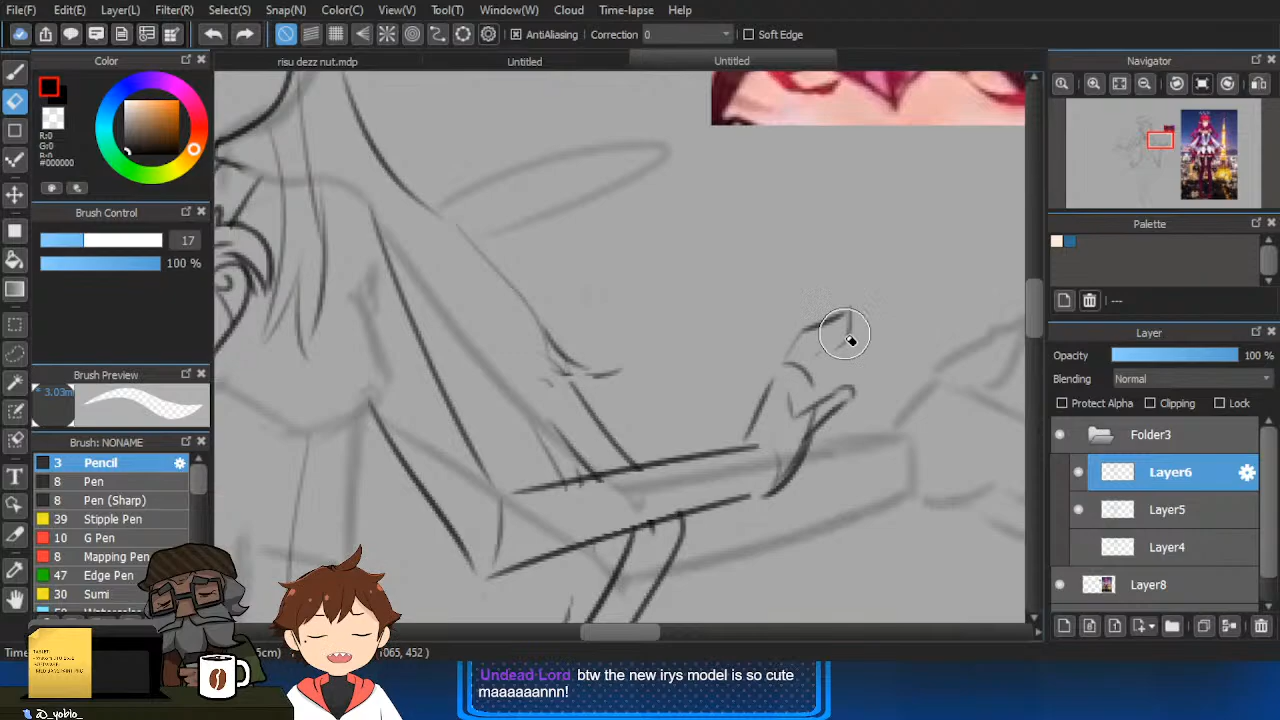 File(F) Edit(E) Layer(L) Filter(R) Select(S) Snap(N) Color(C) View(V) Tool(T) Window(W) Cloud Time-lapse Help
AntiAliasing Correction 0 Soft Edge
Color
risu dezz nut.mdp Untitled Untitled
Navigator
R:0
G:0
B:0
#000000
Brush Control
17
100 %
Palette
---
Layer
Opacity 100 %
Blending Normal
Protect Alpha Clipping Lock
Folder3
Layer6
Layer5
Layer4
Layer8
Brush Preview
* 3.03m
Brush: NONAME
3 Pencil
8 Pen
8 Pen (Sharp)
39 Stipple Pen
10 G Pen
8 Mapping Pen
47 Edge Pen
30 Sumi
5cm) 1065, 452 )
Undead Lord btw the new irys model is so cute
maaaaaannn!